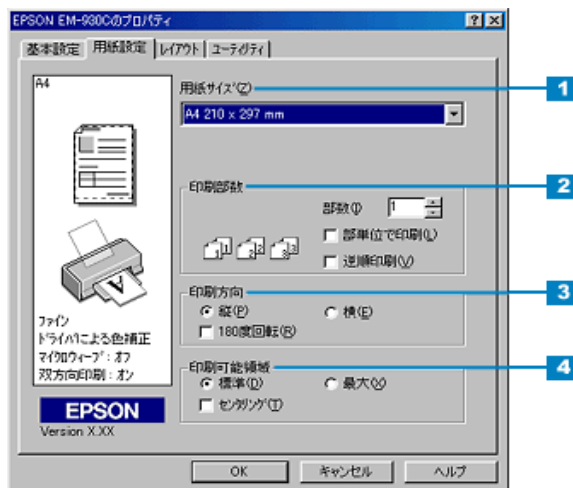 EPSON EM-930Cのプロパティ
基本設定 用紙設定 レイアウト ユーティリティ
A4
用紙サイズ(Z)
1
A4 210 x 297 mm
印刷部数
2
部数(I) 1
部単位で印刷(L)
逆順印刷(V)
印刷方向
3
縦(P) 横(E)
180度回転(R)
印刷可能領域
4
標準(D) 最大(X)
センタリング(T)
ファイン
ドライバによる色補正
マイクロウィーブ：オフ
双方向印刷：オン
EPSON
Version X.XX
OK キャンセル ヘルプ